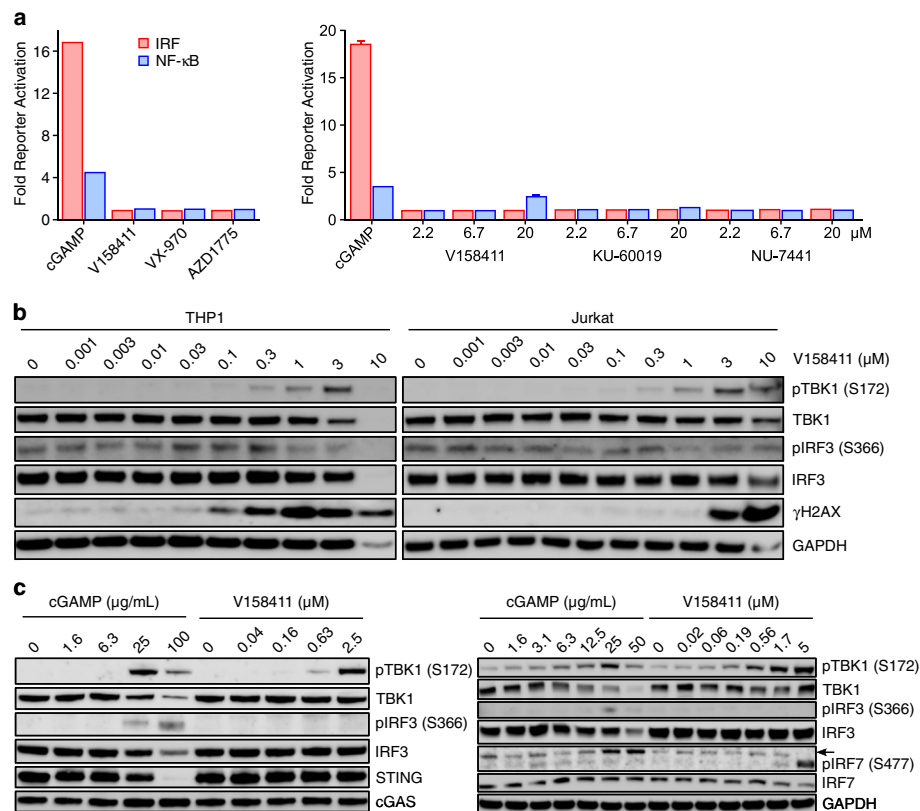 a
16
12
8
4
0
Fold Reporter Activation
IRF
NF-κB
cGAMP
V158411
VX-970
AZD1775
20
15
10
5
0
Fold Reporter Activation
cGAMP
2.2 6.7 20 2.2 6.7 20 2.2 6.7 20 μM
V158411 KU-60019 NU-7441
b
THP1 Jurkat
0 0.001 0.003 0.01 0.03 0.1 0.3 1 3 10 0 0.001 0.003 0.01 0.03 0.1 0.3 1 3 10 V158411 (μM)
pTBK1 (S172)
TBK1
pIRF3 (S366)
IRF3
γH2AX
GAPDH
c
cGAMP (μg/mL) V158411 (μM)
0 1.6 6.3 25 100 0 0.04 0.16 0.63 2.5
pTBK1 (S172)
TBK1
pIRF3 (S366)
IRF3
STING
cGAS
cGAMP (μg/mL) V158411 (μM)
0 1.6 3.1 6.3 12.5 25 50 0 0.02 0.06 0.19 0.56 1.7 5
pTBK1 (S172)
TBK1
pIRF3 (S366)
IRF3
pIRF7 (S477)
IRF7
GAPDH